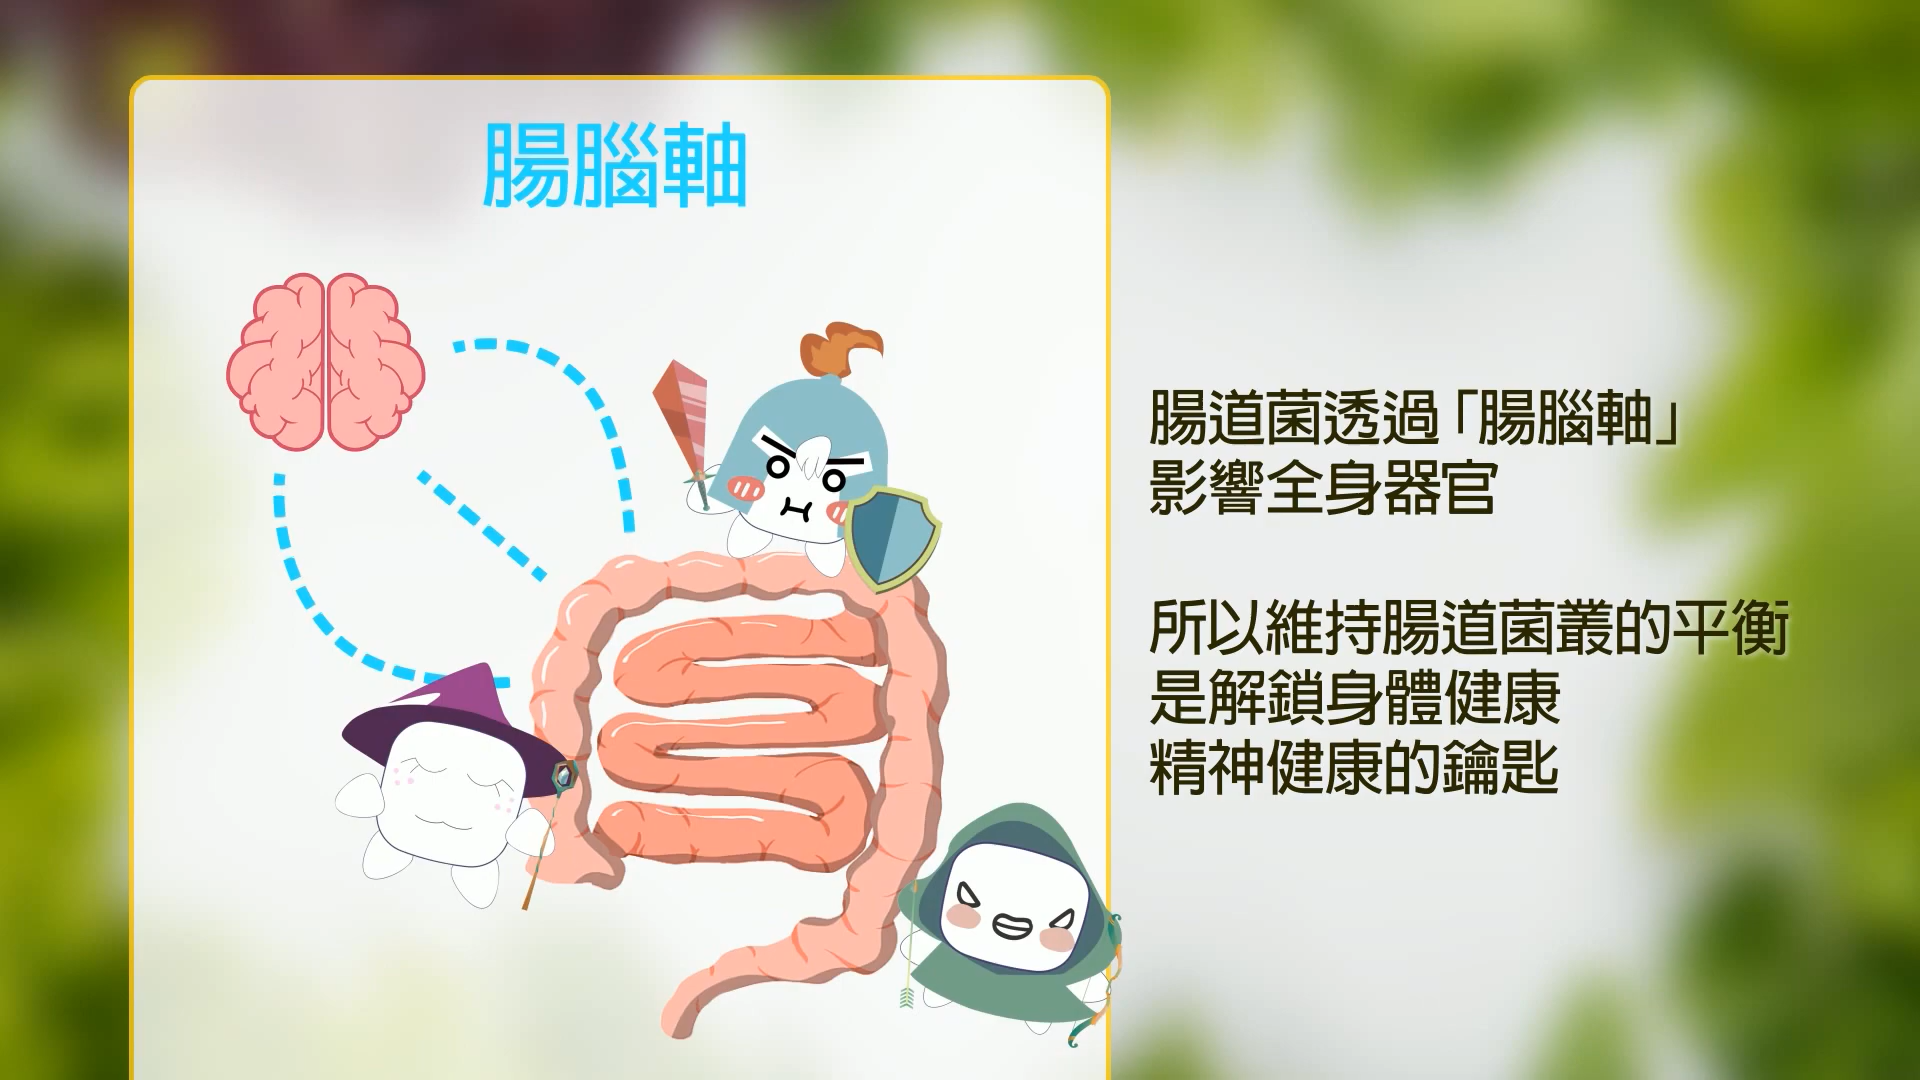 腸腦軸
腸道菌透過「腸腦軸」
影響全身器官
所以維持腸道菌叢的平衡
是解鎖身體健康
精神健康的鑰匙